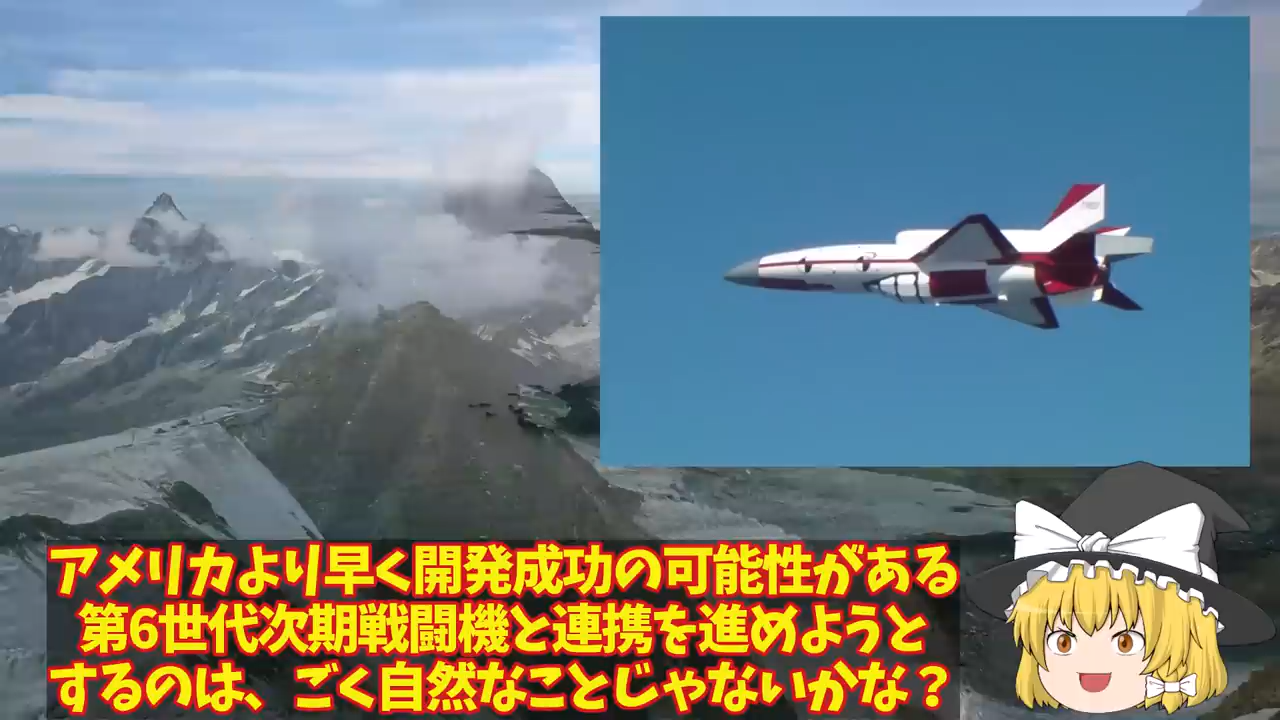 アメリカより早く開発成功の可能性がある
第6世代次期戦闘機と連携を進めようと
するのは、ごく自然なことじゃないかな？